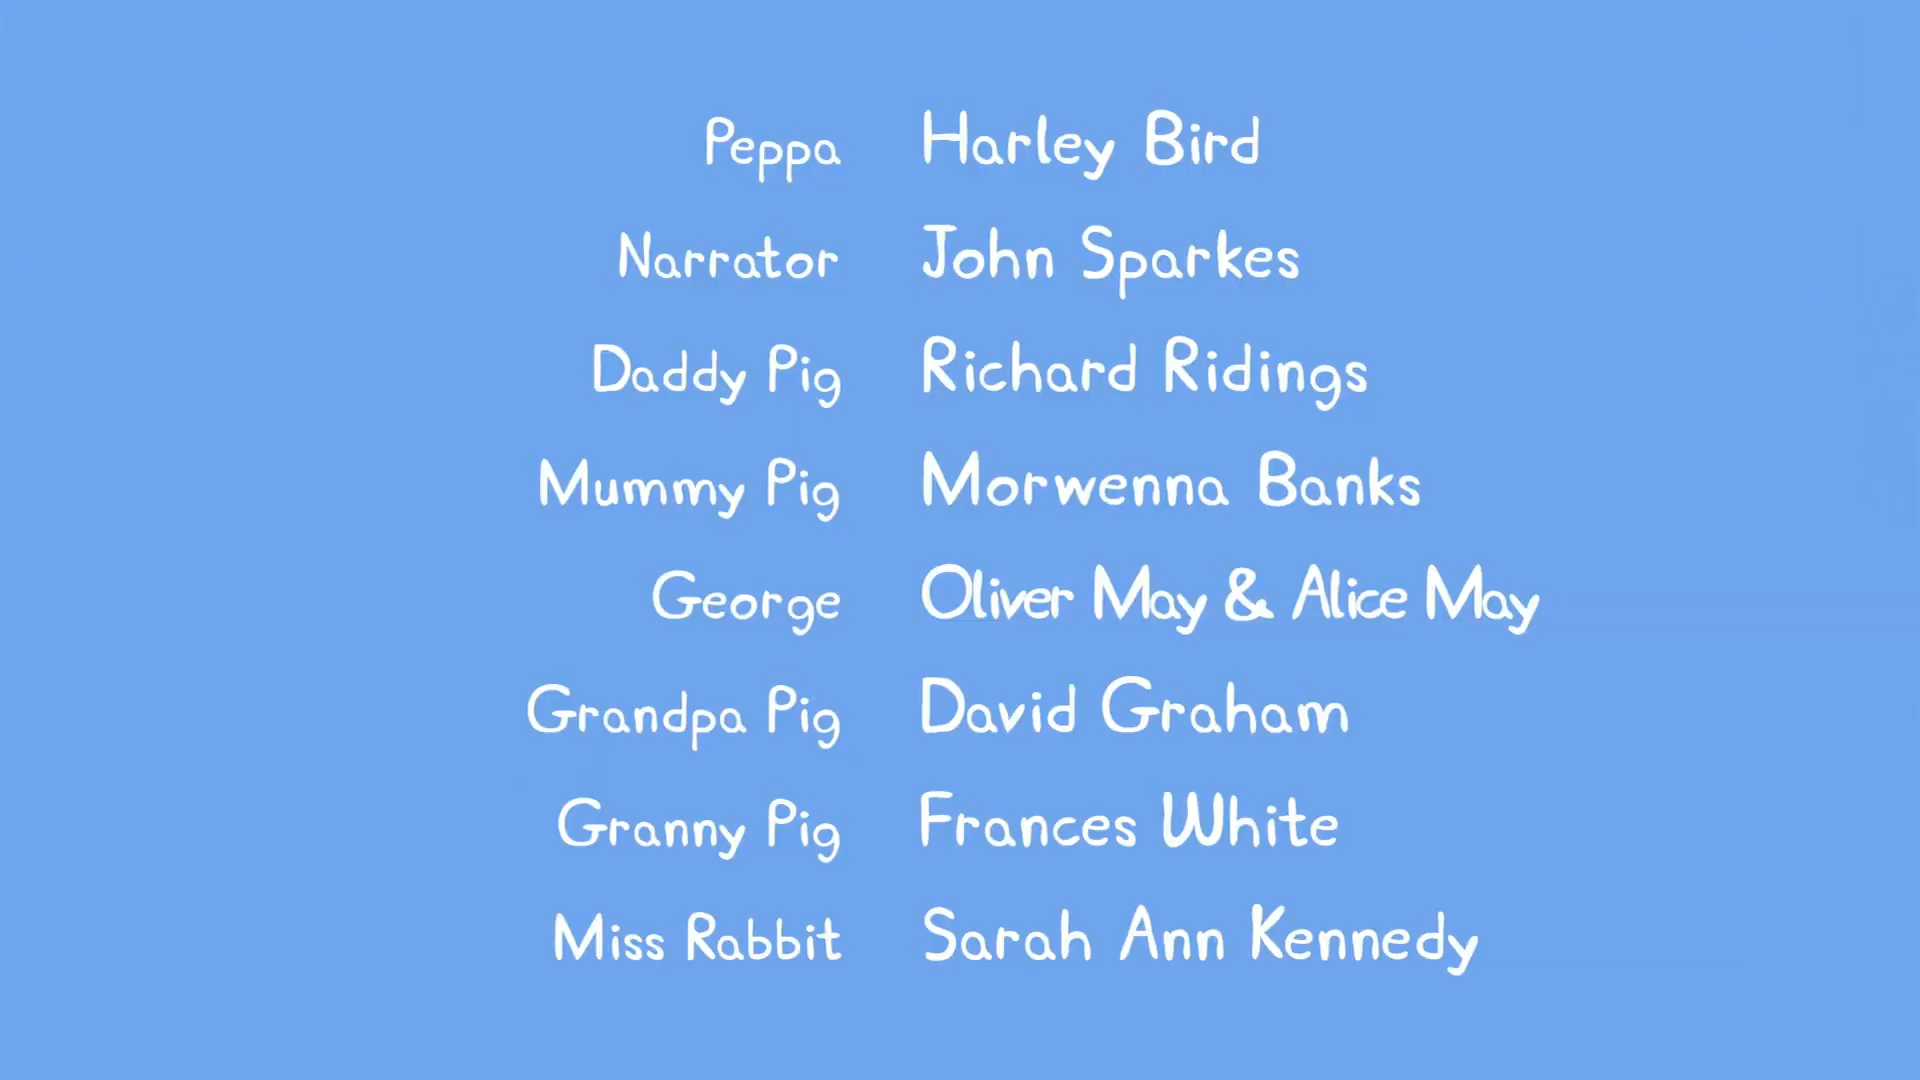 Peppa Harley Bird
Narrator John Sparkes
Daddy Pig Richard Ridings
Mummy Pig Morwenna Banks
George Oliver May & Alice May
Grandpa Pig David Graham
Granny Pig Frances White
Miss Rabbit Sarah Ann Kennedy